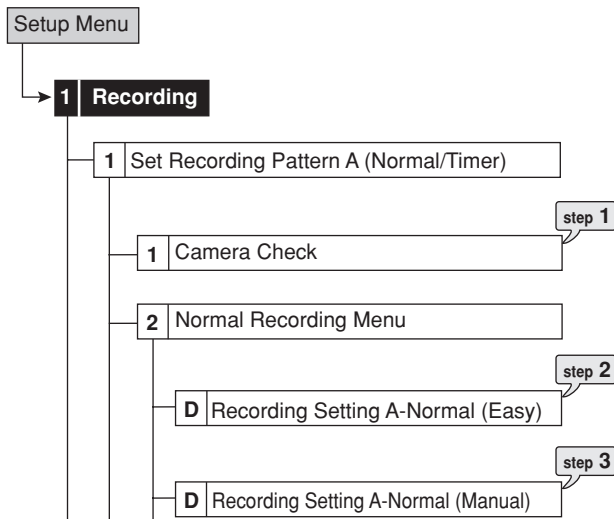 Setup Menu
1 Recording
1 Set Recording Pattern A (Normal/Timer)
step 1
1 Camera Check
2 Normal Recording Menu
step 2
D Recording Setting A-Normal (Easy)
step 3
D Recording Setting A-Normal (Manual)